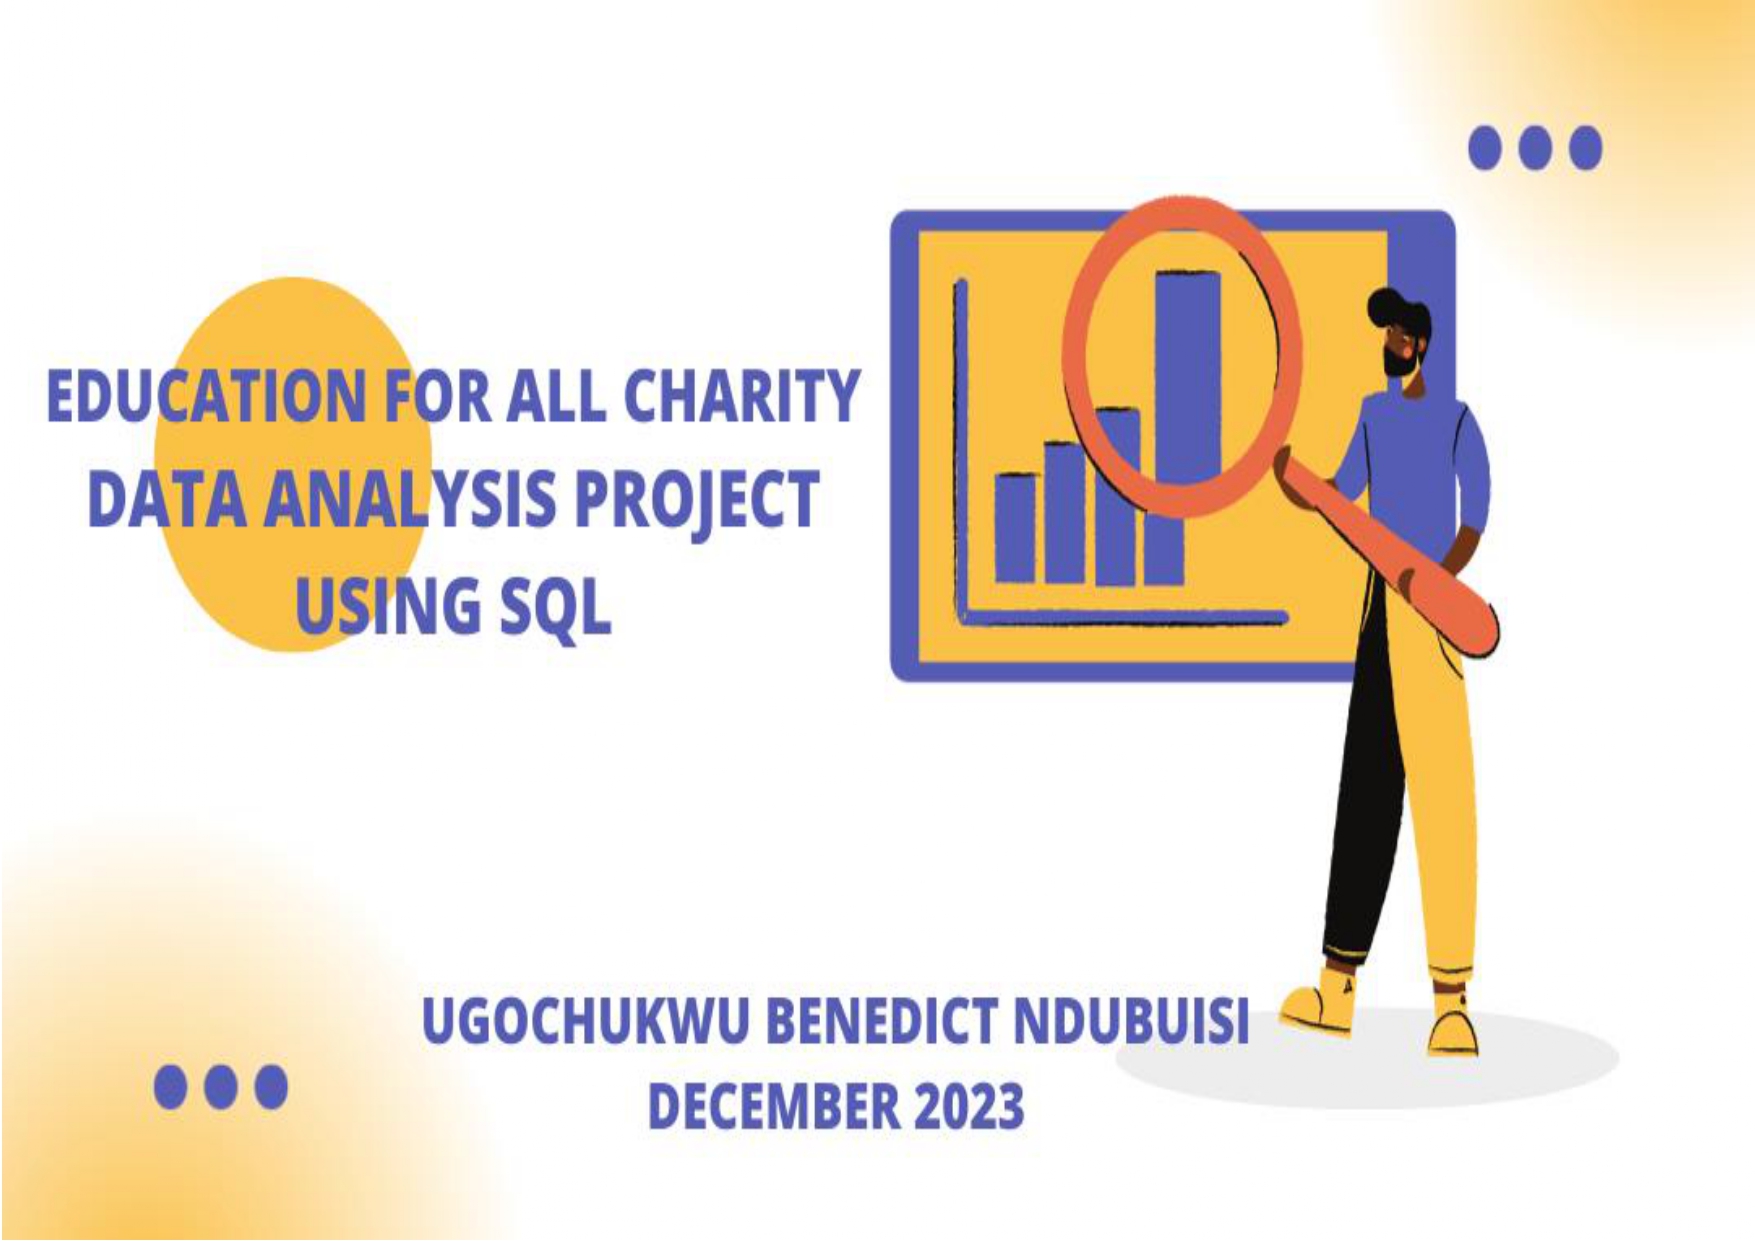 EDUCATION FOR ALL CHARITY
DATA ANALYSIS PROJECT
USING SQL
UGOCHUKWU BENEDICT NDUBUISI
DECEMBER 2023